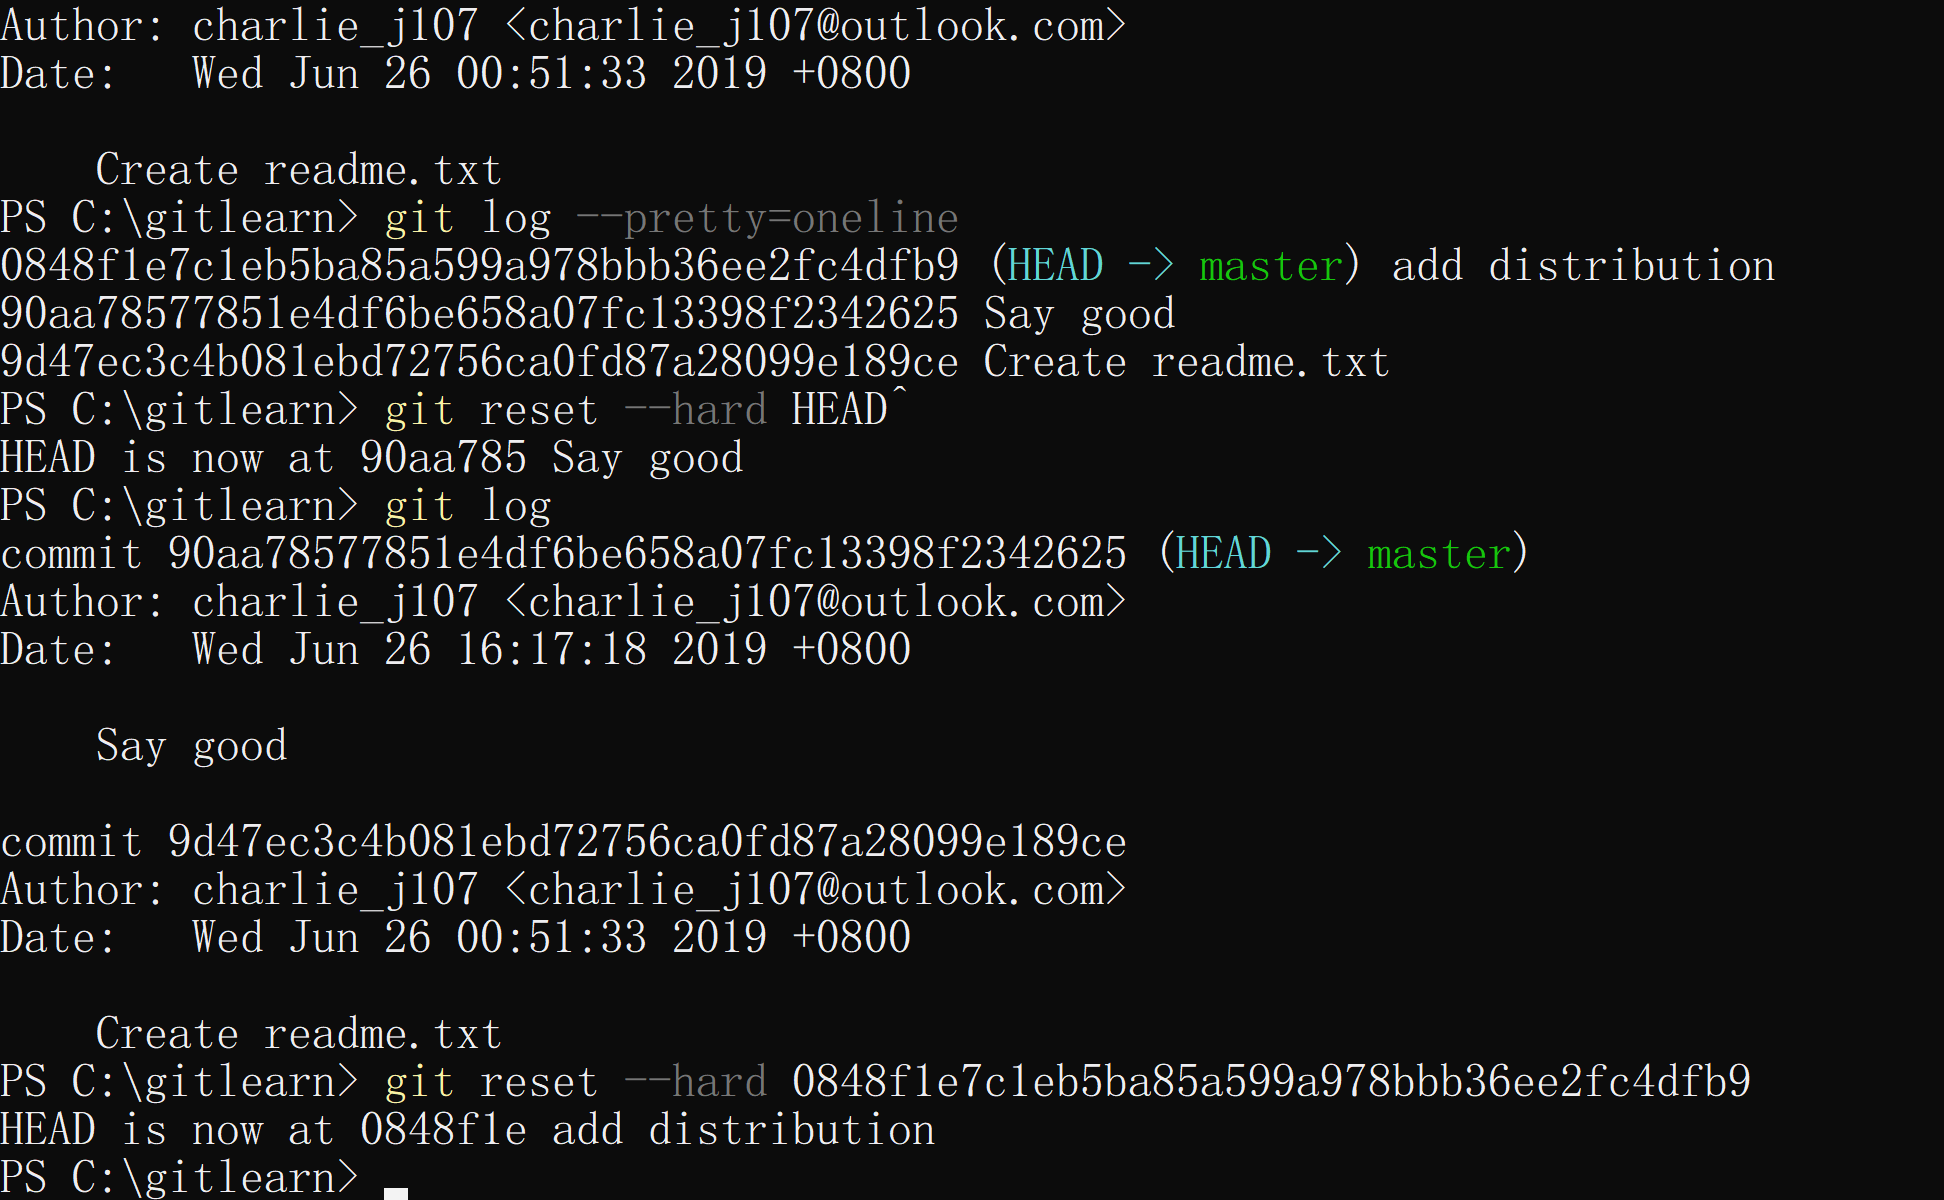 Author: charlie_j107 <charlie_j107@outlook.com>
Date:   Wed Jun 26 00:51:33 2019 +0800
    Create readme.txt
PS C:\gitlearn> git log --pretty=oneline
0848f1e7c1eb5ba85a599a978bbb36ee2fc4dfb9 (HEAD -> master) add distribution
90aa78577851e4df6be658a07fc13398f2342625 Say good
9d47ec3c4b081ebd72756ca0fd87a28099e189ce Create readme.txt
PS C:\gitlearn> git reset --hard HEAD^
HEAD is now at 90aa785 Say good
PS C:\gitlearn> git log
commit 90aa78577851e4df6be658a07fc13398f2342625 (HEAD -> master)
Author: charlie_j107 <charlie_j107@outlook.com>
Date:   Wed Jun 26 16:17:18 2019 +0800
    Say good
commit 9d47ec3c4b081ebd72756ca0fd87a28099e189ce
Author: charlie_j107 <charlie_j107@outlook.com>
Date:   Wed Jun 26 00:51:33 2019 +0800
    Create readme.txt
PS C:\gitlearn> git reset --hard 0848f1e7c1eb5ba85a599a978bbb36ee2fc4dfb9
HEAD is now at 0848f1e add distribution
PS C:\gitlearn>